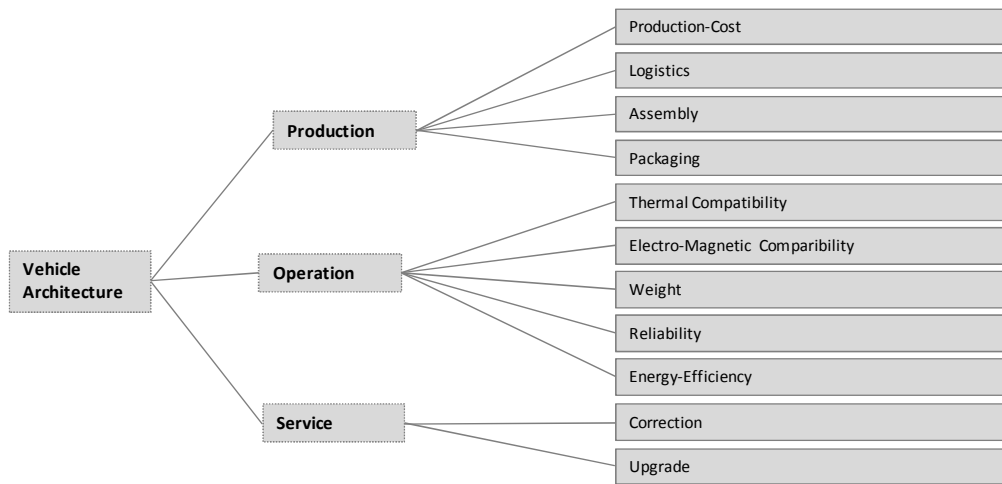 Vehicle
Architecture
Production
Production-Cost
Logistics
Assembly
Packaging
Operation
Thermal Compatibility
Electro-Magnetic Comparibility
Weight
Reliability
Energy-Efficiency
Service
Correction
Upgrade